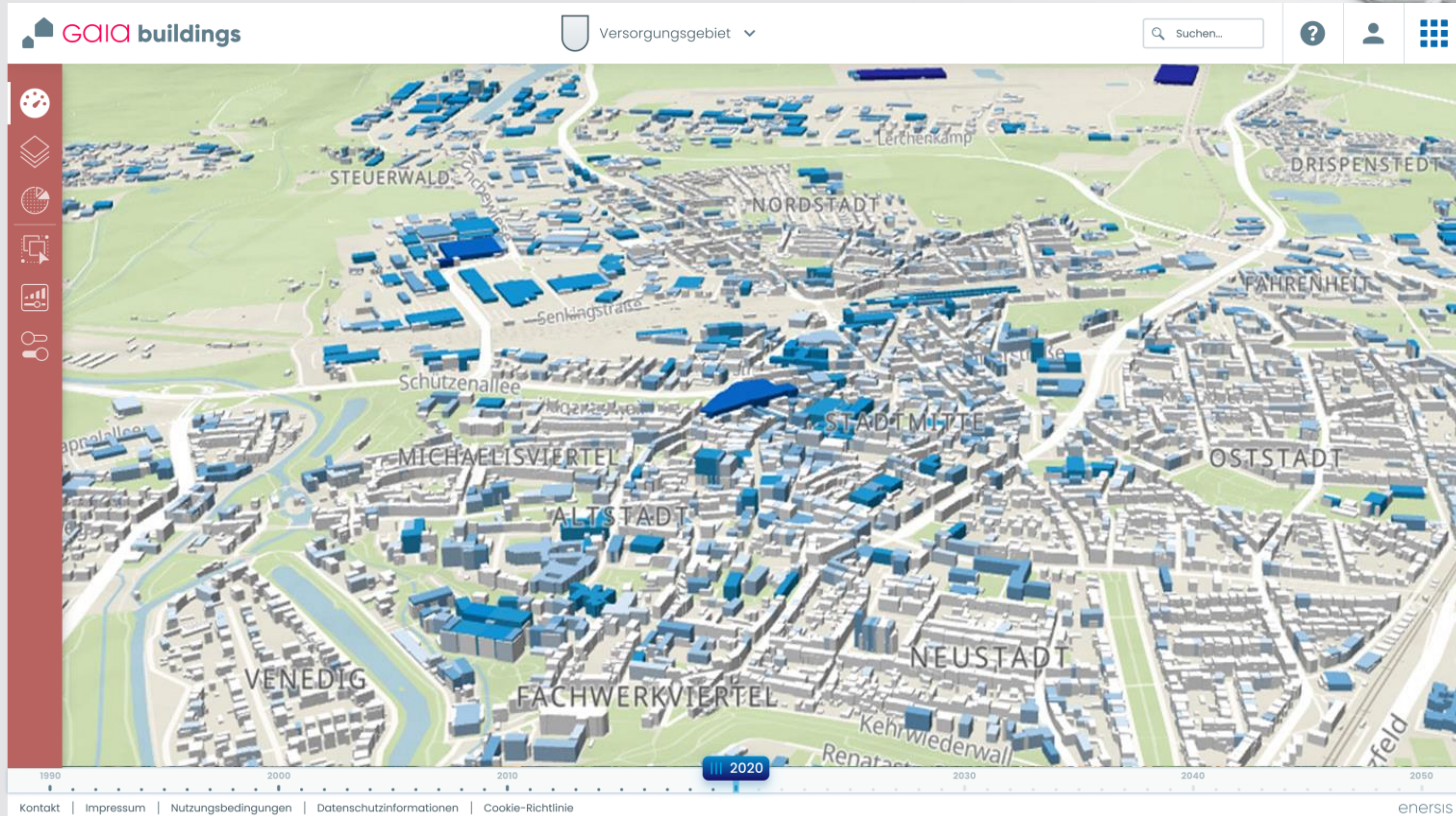 GaIa buildings
Versorgungsgebiet
Suchen...
?
Lerchenkamp
STEUERWALD
DRISPENSTEDT
NORDSTADT
FAHRENHEIT
Senkingstraße
Schützenallee
STADTMITTE
MICHAELISVIERTEL
OSTSTADT
ALTSTADT
NEUSTADT
VENEDIG
FACHWERKVIERTEL
Kehrwiederwall
feld
1990
2000
2010
2020
2030
2040
2050
Kontakt | Impressum | Nutzungsbedingungen | Datenschutzinformationen | Cookie-Richtlinie
enersis